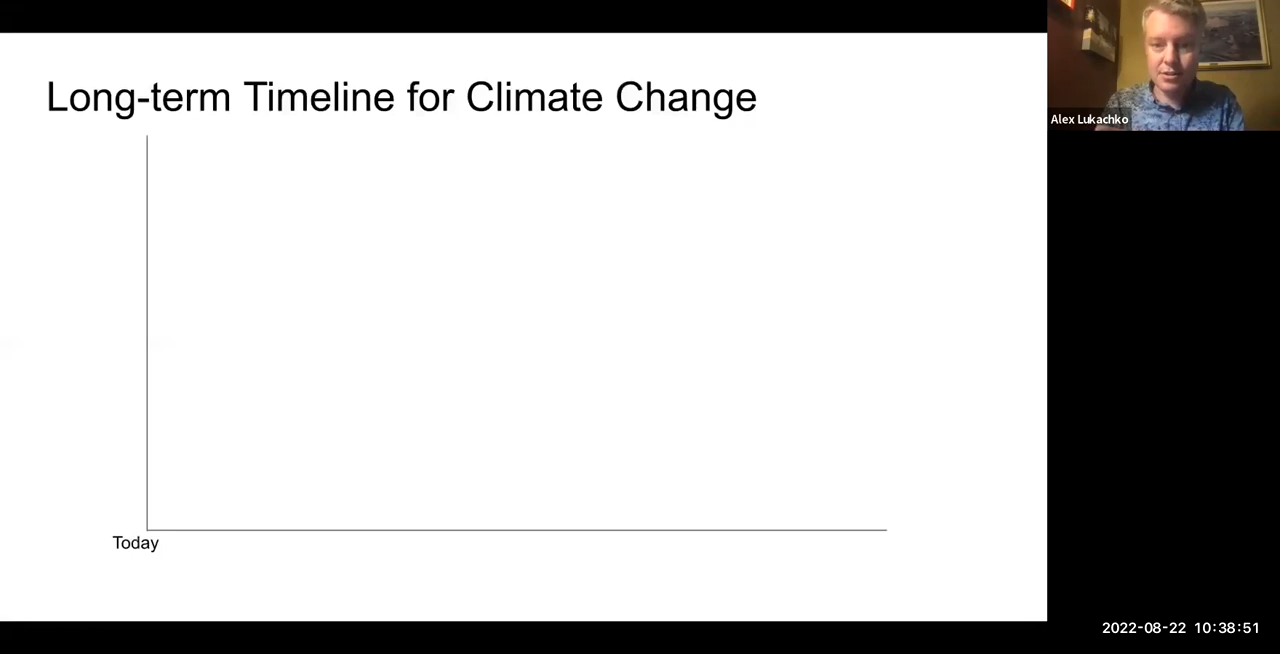 Long-term Timeline for Climate Change
Alex Lukachko
Today
2022-08-22 10:38:51